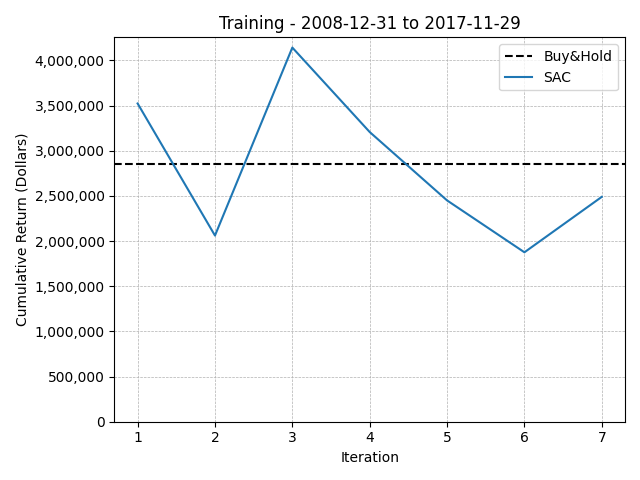 Training - 2008-12-31 to 2017-11-29
Buy&Hold
SAC
Cumulative Return (Dollars)
4,000,000
3,500,000
3,000,000
2,500,000
2,000,000
1,500,000
1,000,000
500,000
0
1 2 3 4 5 6 7
Iteration